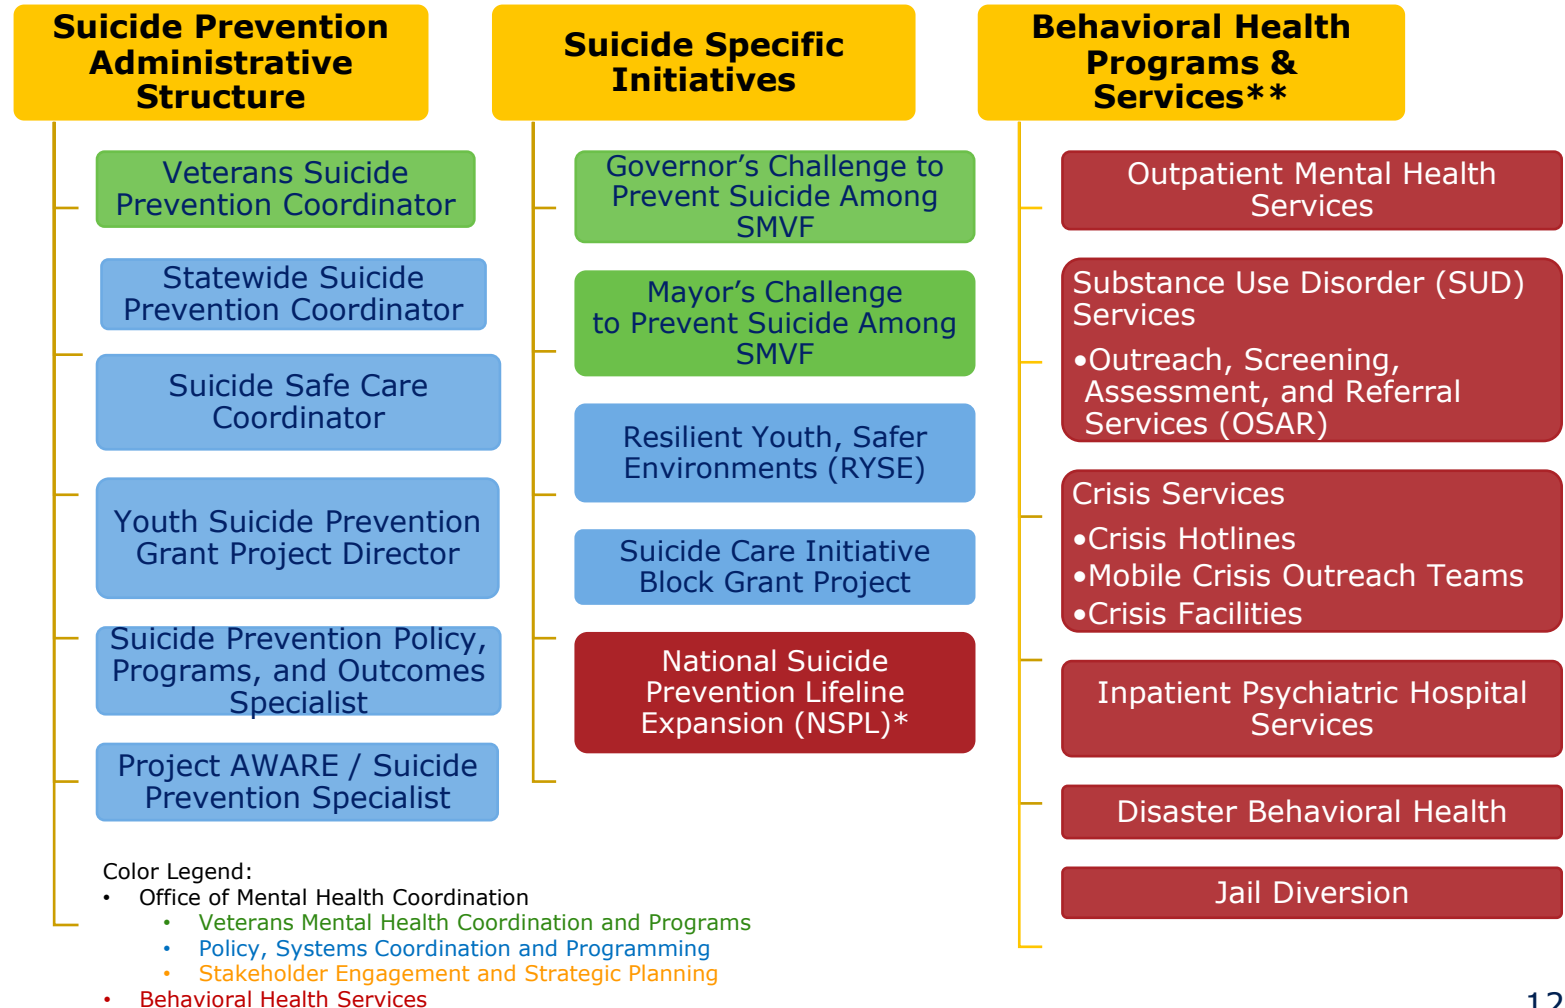 Suicide Prevention
Administrative
Structure
Veterans Suicide
Prevention Coordinator
Statewide Suicide
Prevention Coordinator
Suicide Safe Care
Coordinator
Youth Suicide Prevention
Grant Project Director
Suicide Prevention Policy,
Programs, and Outcomes
Specialist
Project AWARE / Suicide
Prevention Specialist
Suicide Specific
Initiatives
Governor’s Challenge to
Prevent Suicide Among
SMVF
Mayor’s Challenge
to Prevent Suicide Among
SMVF
Resilient Youth, Safer
Environments (RYSE)
Suicide Care Initiative
Block Grant Project
National Suicide
Prevention Lifeline
Expansion (NSPL)*
Behavioral Health
Programs &
Services**
Outpatient Mental Health
Services
Substance Use Disorder (SUD)
Services
•Outreach, Screening,
Assessment, and Referral
Services (OSAR)
Crisis Services
•Crisis Hotlines
•Mobile Crisis Outreach Teams
•Crisis Facilities
Inpatient Psychiatric Hospital
Services
Disaster Behavioral Health
Jail Diversion
Color Legend:
• Office of Mental Health Coordination
• Veterans Mental Health Coordination and Programs
• Policy, Systems Coordination and Programming
• Stakeholder Engagement and Strategic Planning
• Behavioral Health Services
12